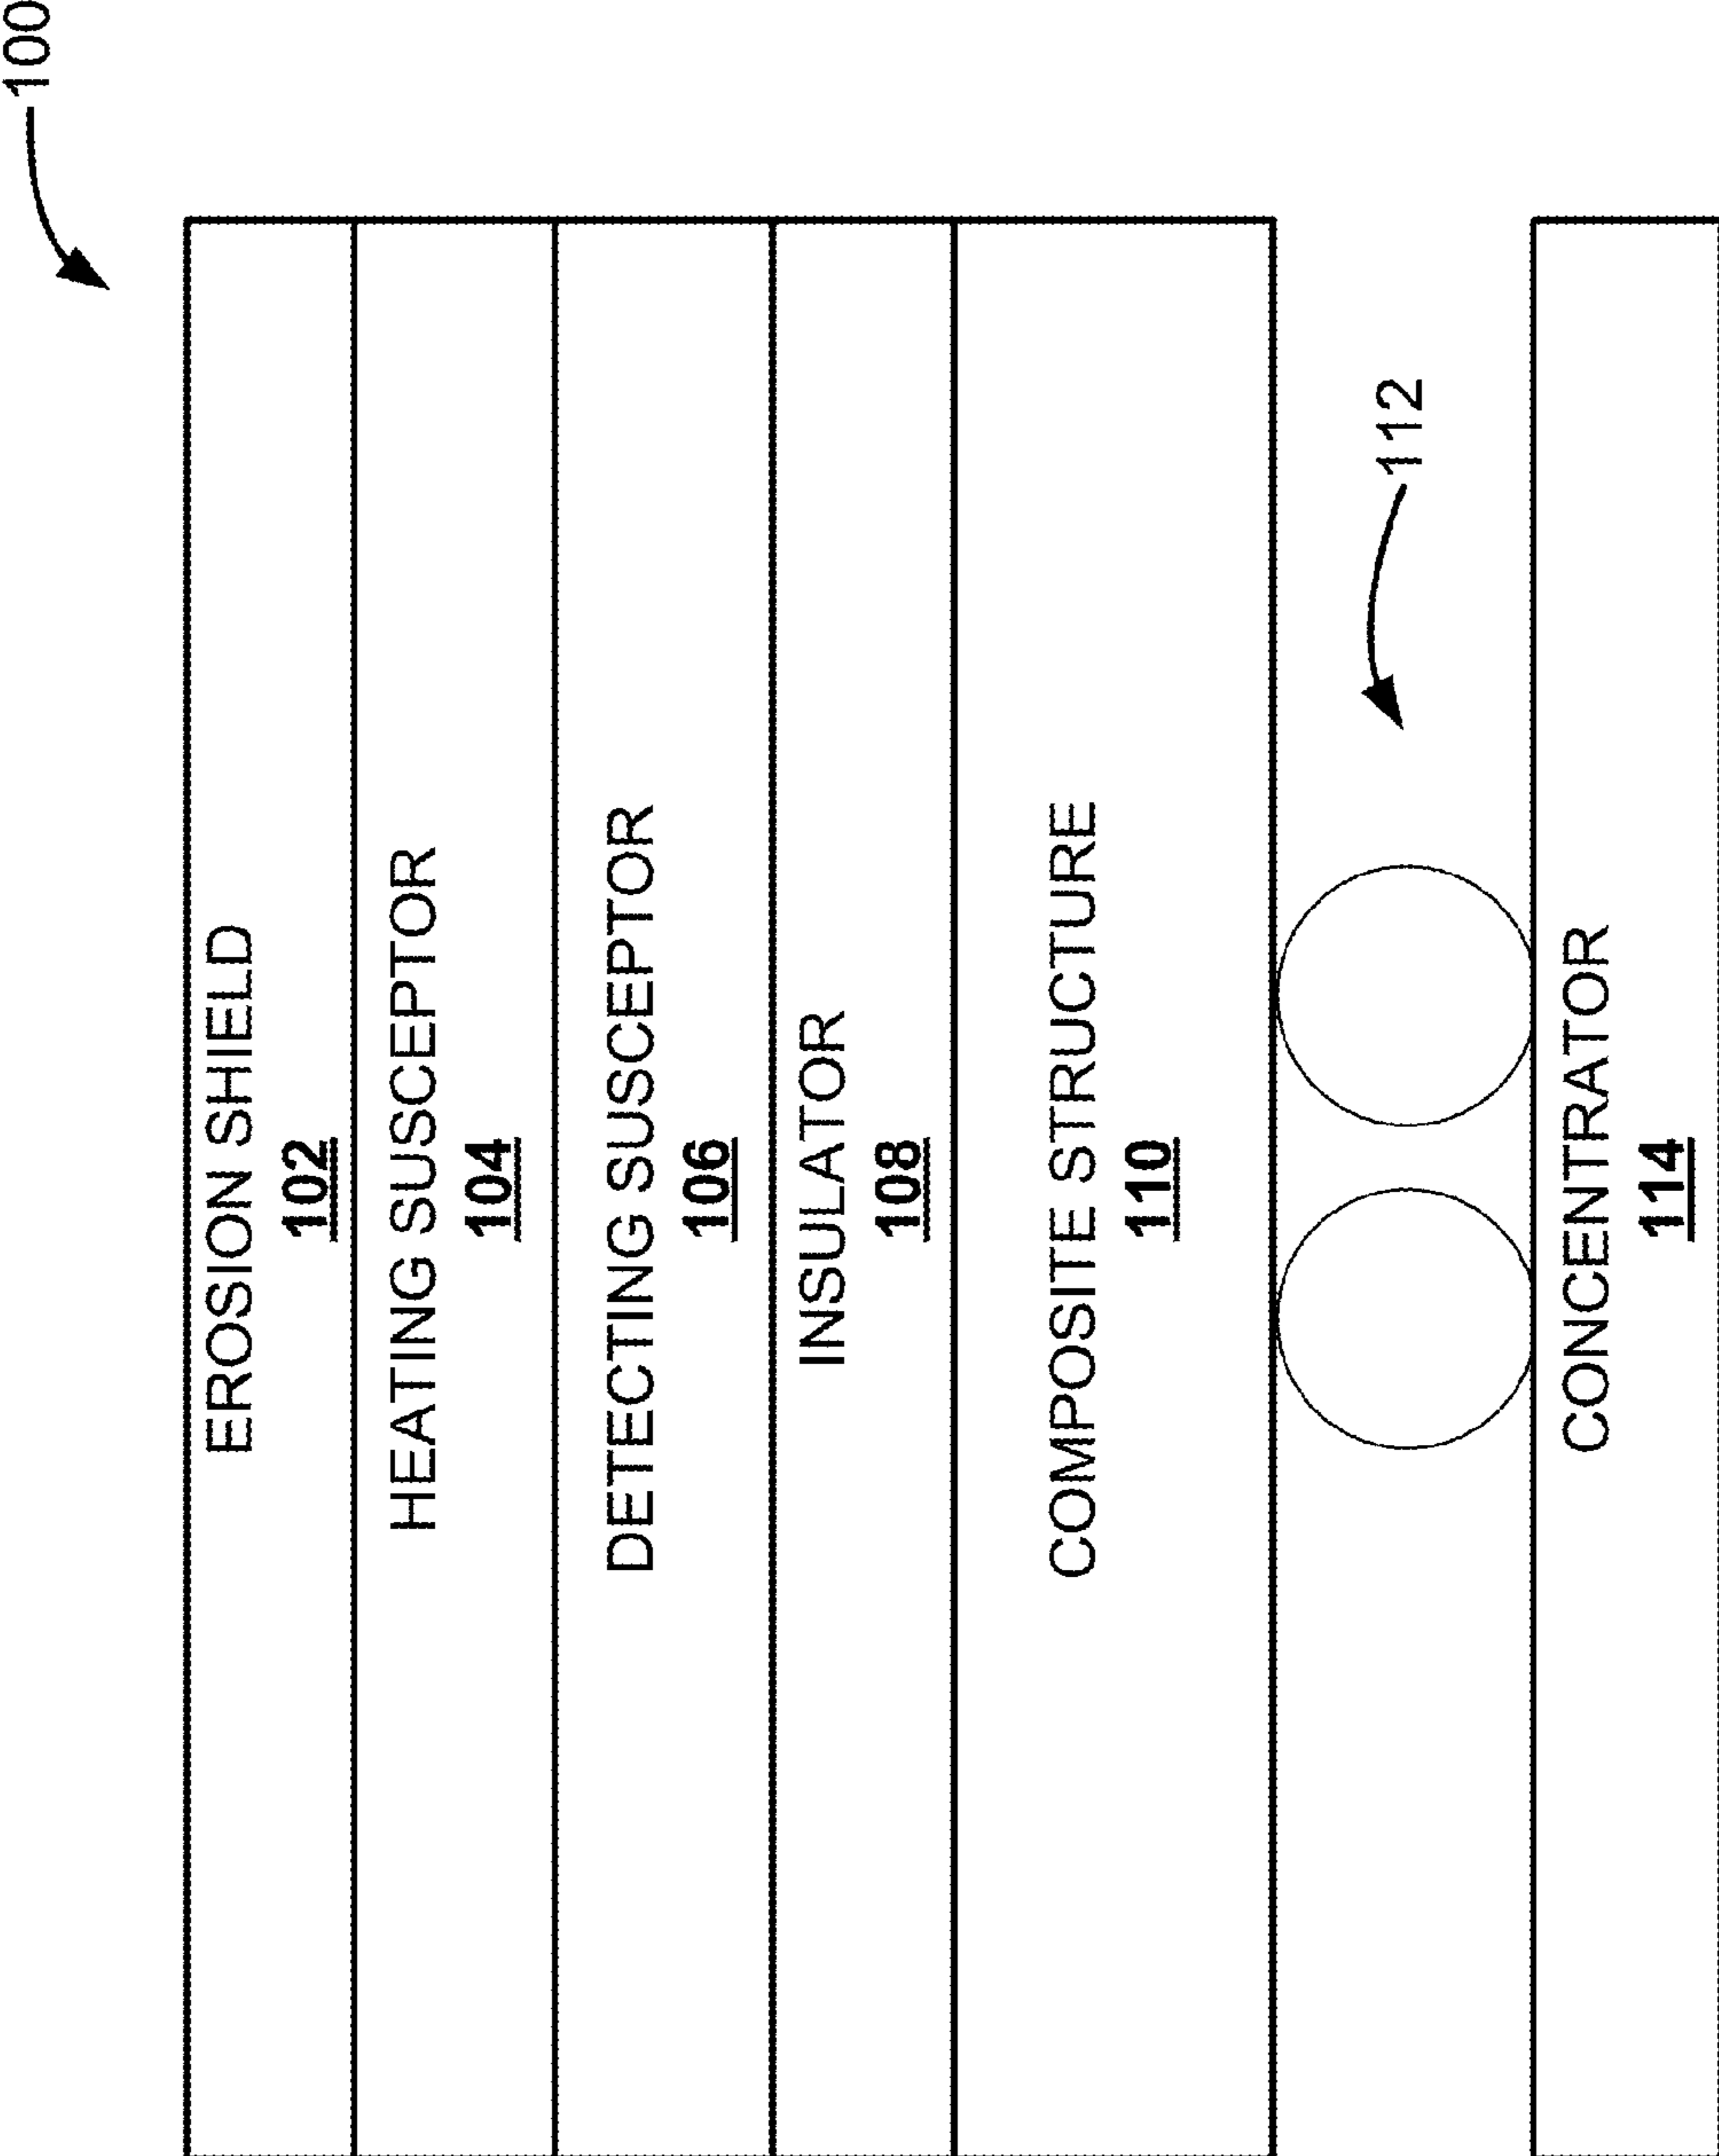 100
EROSION SHIELD
102
HEATING SUSCEPTOR
104
DETECTING SUSCEPTOR
106
INSULATOR
108
COMPOSITE STRUCTURE
110
112
CONCENTRATOR
114